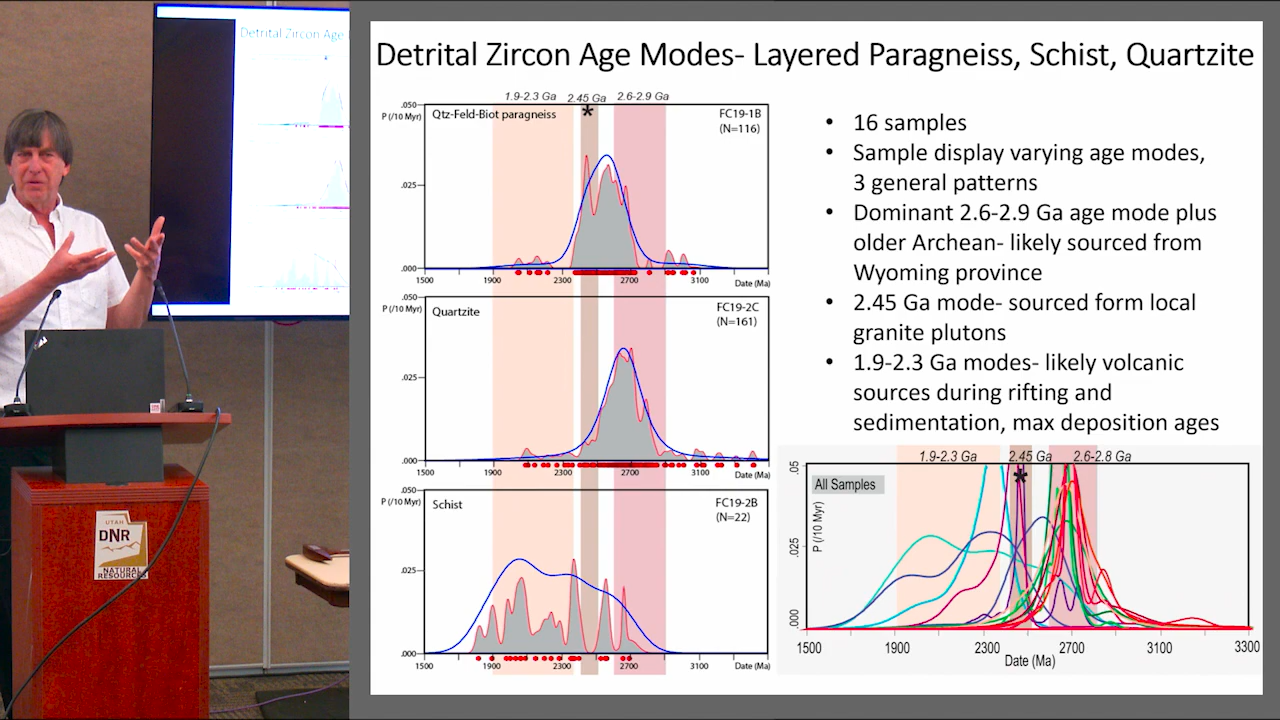 Detrital Zircon Age
Detrital Zircon Age Modes- Layered Paragneiss, Schist, Quartzite
1.9-2.3 Ga 2.45 Ga 2.6-2.9 Ga
*
.050
P (/10 Myr)
Qtz-Feld-Biot paragneiss
FC19-1B
(N=116)
.025
.000
1500 1900 2300 2700 3100 Date (Ma)
.050
P (/10 Myr)
Quartzite
FC19-2C
(N=161)
.025
.000
1500 1900 2300 2700 3100 Date (Ma)
.050
P (/10 Myr)
Schist
FC19-2B
(N=22)
.025
.000
1500 1900 2300 2700 3100 Date (Ma)
• 16 samples
• Sample display varying age modes,
3 general patterns
• Dominant 2.6-2.9 Ga age mode plus
older Archean- likely sourced from
Wyoming province
• 2.45 Ga mode- sourced form local
granite plutons
• 1.9-2.3 Ga modes- likely volcanic
sources during rifting and
sedimentation, max deposition ages
1.9-2.3 Ga 2.45 Ga 2.6-2.8 Ga
*
.05
All Samples
P (/10 Myr)
.025
.000
1500 1900 2300 2700 3100 3300
Date (Ma)
UTAH
DNR
NATURAL
RESOURCES